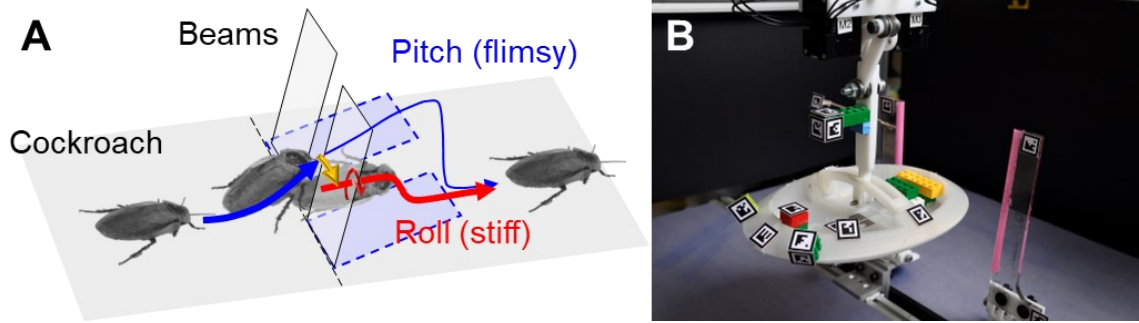 A
Beams
Pitch (flimsy)
Cockroach
Roll (stiff)
B